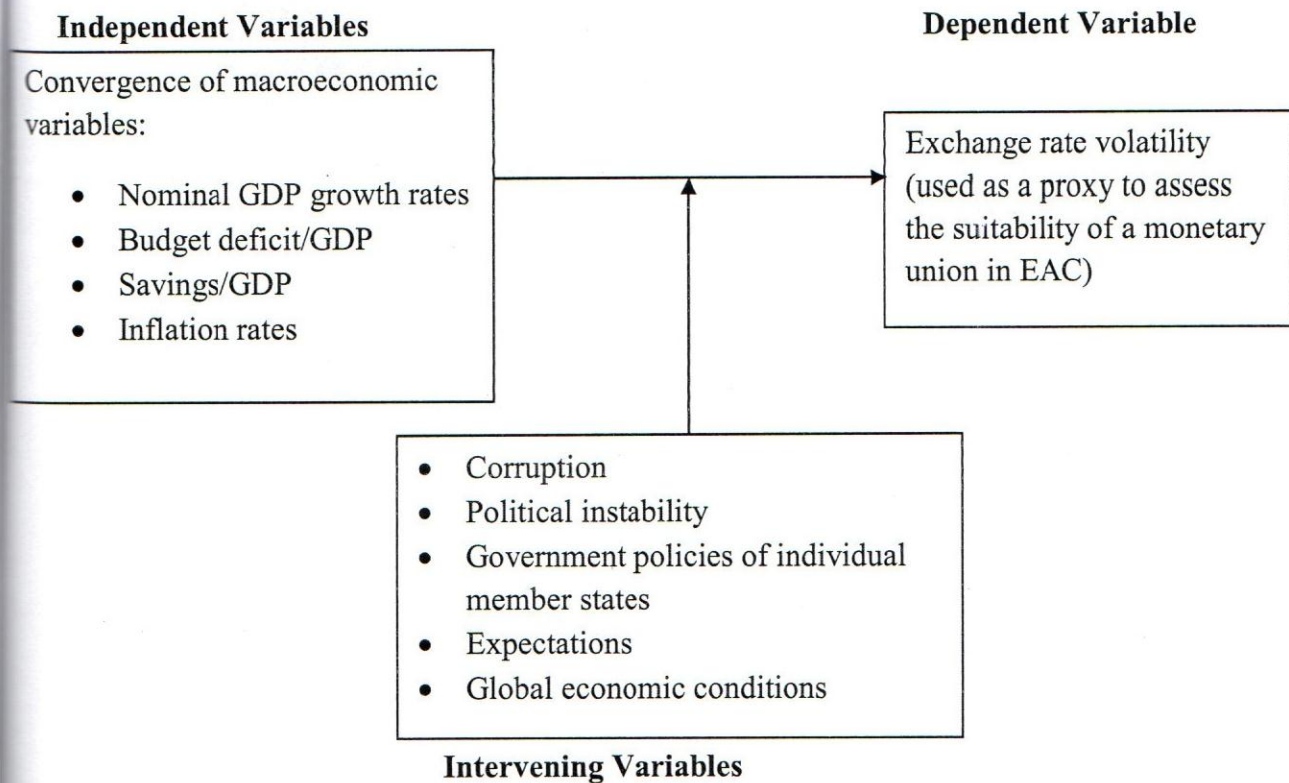 Independent Variables
Convergence of macroeconomic
variables:
• Nominal GDP growth rates
• Budget deficit/GDP
• Savings/GDP
• Inflation rates
Dependent Variable
Exchange rate volatility
(used as a proxy to assess
the suitability of a monetary
union in EAC)
• Corruption
• Political instability
• Government policies of individual
member states
• Expectations
• Global economic conditions
Intervening Variables